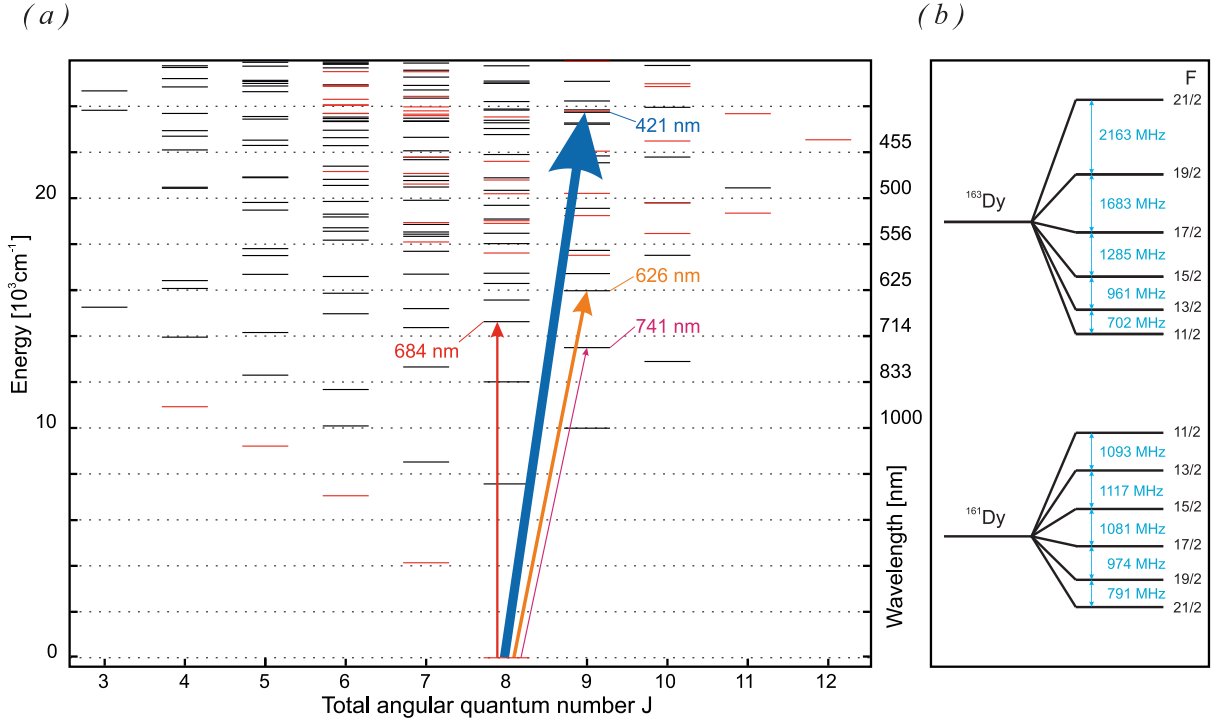 (a)
Energy [10³cm⁻¹]
20
10
0
421 nm
626 nm
684 nm
741 nm
455
500
556
625
714
833
1000
Wavelength [nm]
3 4 5 6 7 8 9 10 11 12
Total angular quantum number J
(b)
F
¹⁶³Dy
21/2
2163 MHz
19/2
1683 MHz
17/2
1285 MHz
15/2
961 MHz
13/2
702 MHz
11/2
¹⁶¹Dy
11/2
1093 MHz
13/2
1117 MHz
15/2
1081 MHz
17/2
974 MHz
19/2
791 MHz
21/2